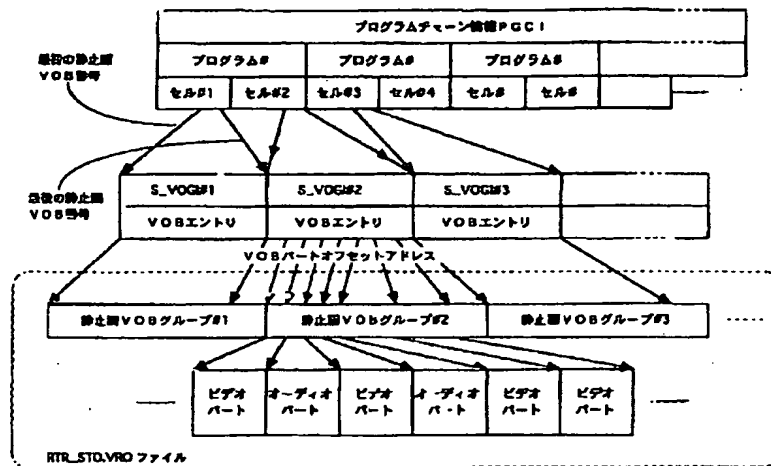 プログラムチェーン情報PGCI
最初の静止画
VOB番号
プログラム#
プログラム#
プログラム#
セル#1
セル#2
セル#3
セル#4
セル#
セル#
最後の静止画
VOB番号
S_VOGI#1
S_VOGI#2
S_VOGI#3
VOBエントリ
VOBエントリ
VOBエントリ
VOBパートオフセットアドレス
静止画VOBグループ#1
静止画VOBグループ#2
静止画VOBグループ#3
ビデオ
パート
オーディオ
パート
ビデオ
パート
オーディオ
パート
ビデオ
パート
ビデオ
パート
RTR_STO.VRO ファイル